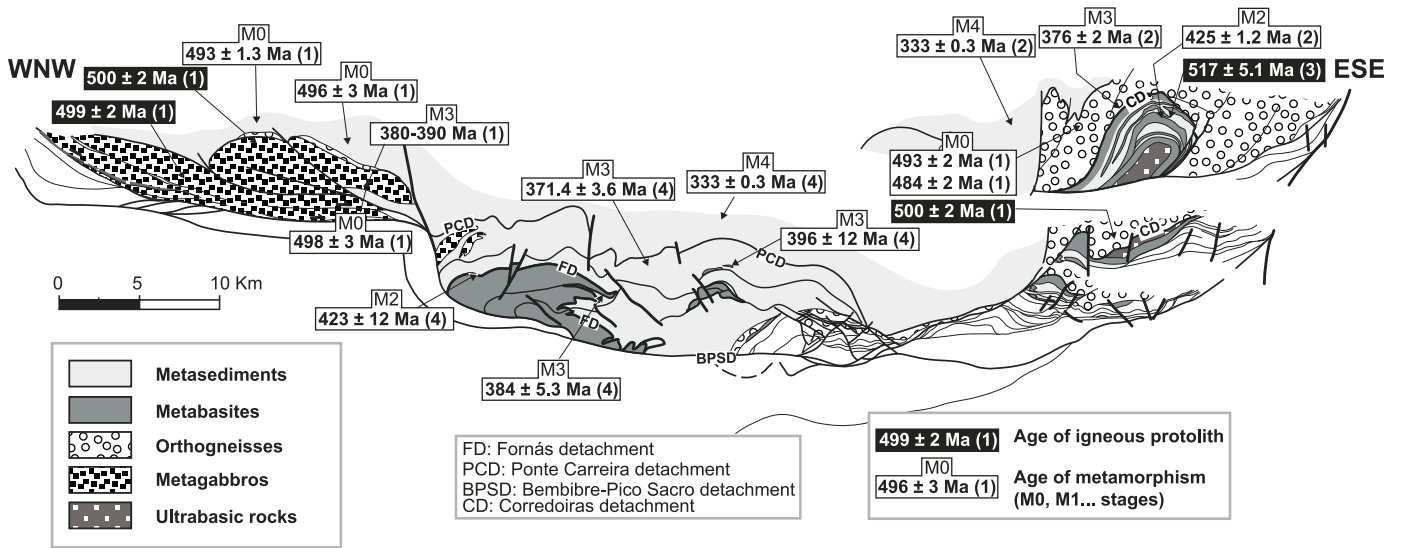 WNW
M0
493 ± 1.3 Ma (1)
500 ± 2 Ma (1)
499 ± 2 Ma (1)
M0
496 ± 3 Ma (1)
M3
380-390 Ma (1)
M0
498 ± 3 Ma (1)
M4
333 ± 0.3 Ma (2)
M3
376 ± 2 Ma (2)
M2
425 ± 1.2 Ma (2)
517 ± 5.1 Ma (3)
ESE
CD
M0
493 ± 2 Ma (1)
484 ± 2 Ma (1)
500 ± 2 Ma (1)
CD
M3
371.4 ± 3.6 Ma (4)
M4
333 ± 0.3 Ma (4)
M3
396 ± 12 Ma (4)
PCD
PCD
FD
FD
BPSD
M2
423 ± 12 Ma (4)
M3
384 ± 5.3 Ma (4)
0 5 10 Km
Metasediments
Metabasites
Orthogneisses
Metagabbros
Ultrabasic rocks
FD: Fornás detachment
PCD: Ponte Carreira detachment
BPSD: Bembibre-Pico Sacro detachment
CD: Corredoiras detachment
499 ± 2 Ma (1) Age of igneous protolith
M0
496 ± 3 Ma (1)
Age of metamorphism
(M0, M1... stages)